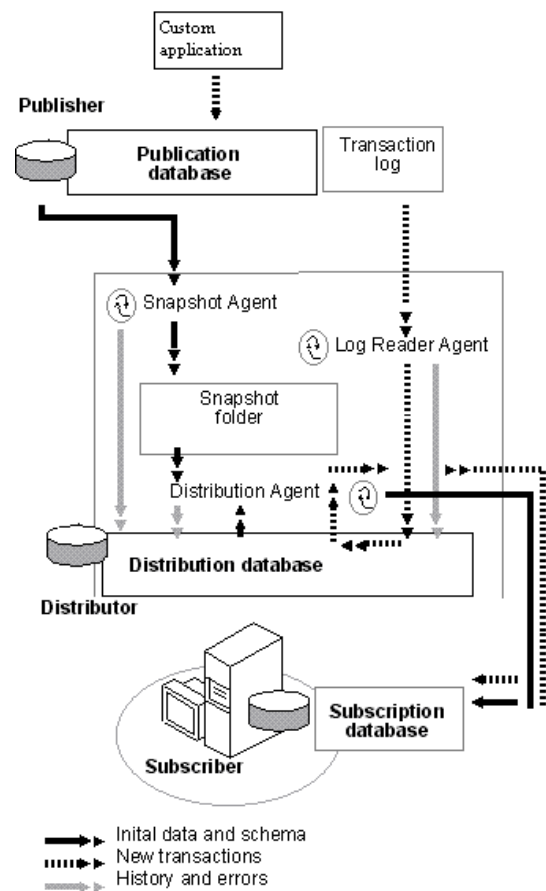 Custom
application
Publisher
Publication
database
Transaction
log
Snapshot Agent
Log Reader Agent
Snapshot
folder
Distribution Agent
Distribution database
Distributor
Subscription
database
Subscriber
Inital data and schema
New transactions
History and errors